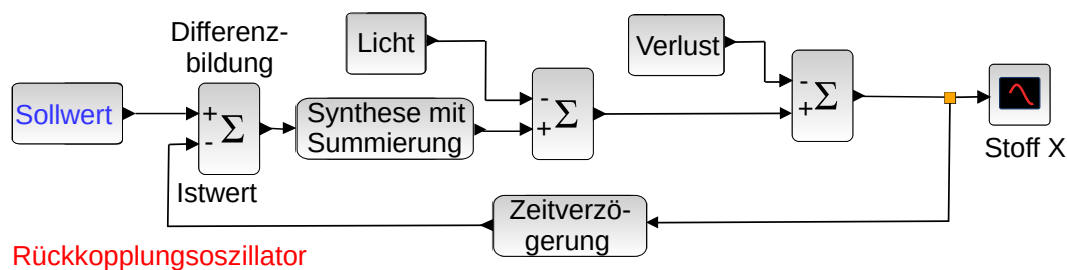 Differenz-
bildung
Licht
Verlust
Sollwert
+
-
Σ
Synthese mit
Summierung
-
+
Σ
-
+
Σ
Stoff X
Istwert
Zeitverzö-
gerung
Rückkopplungsoszillator